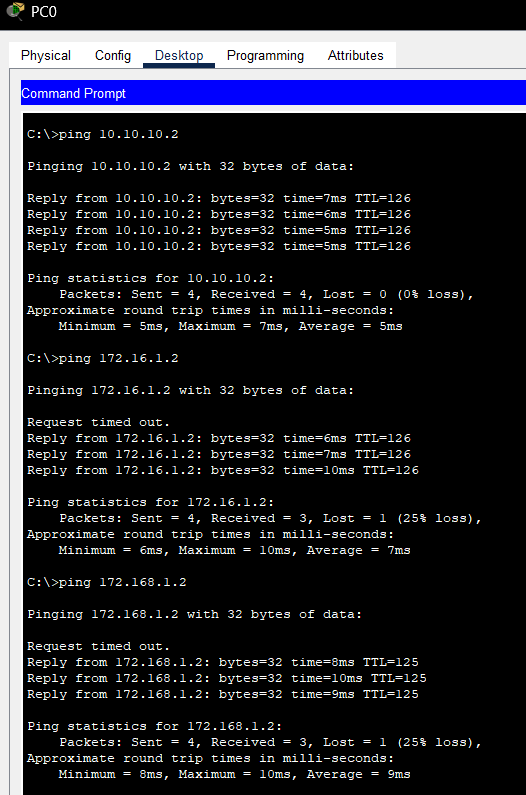 PC0
Physical Config Desktop Programming Attributes
Command Prompt
C:\>ping 10.10.10.2
Pinging 10.10.10.2 with 32 bytes of data:
Reply from 10.10.10.2: bytes=32 time=7ms TTL=126
Reply from 10.10.10.2: bytes=32 time=6ms TTL=126
Reply from 10.10.10.2: bytes=32 time=5ms TTL=126
Reply from 10.10.10.2: bytes=32 time=5ms TTL=126
Ping statistics for 10.10.10.2:
    Packets: Sent = 4, Received = 4, Lost = 0 (0% loss),
Approximate round trip times in milli-seconds:
    Minimum = 5ms, Maximum = 7ms, Average = 5ms
C:\>ping 172.16.1.2
Pinging 172.16.1.2 with 32 bytes of data:
Request timed out.
Reply from 172.16.1.2: bytes=32 time=6ms TTL=126
Reply from 172.16.1.2: bytes=32 time=7ms TTL=126
Reply from 172.16.1.2: bytes=32 time=10ms TTL=126
Ping statistics for 172.16.1.2:
    Packets: Sent = 4, Received = 3, Lost = 1 (25% loss),
Approximate round trip times in milli-seconds:
    Minimum = 6ms, Maximum = 10ms, Average = 7ms
C:\>ping 172.168.1.2
Pinging 172.168.1.2 with 32 bytes of data:
Request timed out.
Reply from 172.168.1.2: bytes=32 time=8ms TTL=125
Reply from 172.168.1.2: bytes=32 time=10ms TTL=125
Reply from 172.168.1.2: bytes=32 time=9ms TTL=125
Ping statistics for 172.168.1.2:
    Packets: Sent = 4, Received = 3, Lost = 1 (25% loss),
Approximate round trip times in milli-seconds:
    Minimum = 8ms, Maximum = 10ms, Average = 9ms